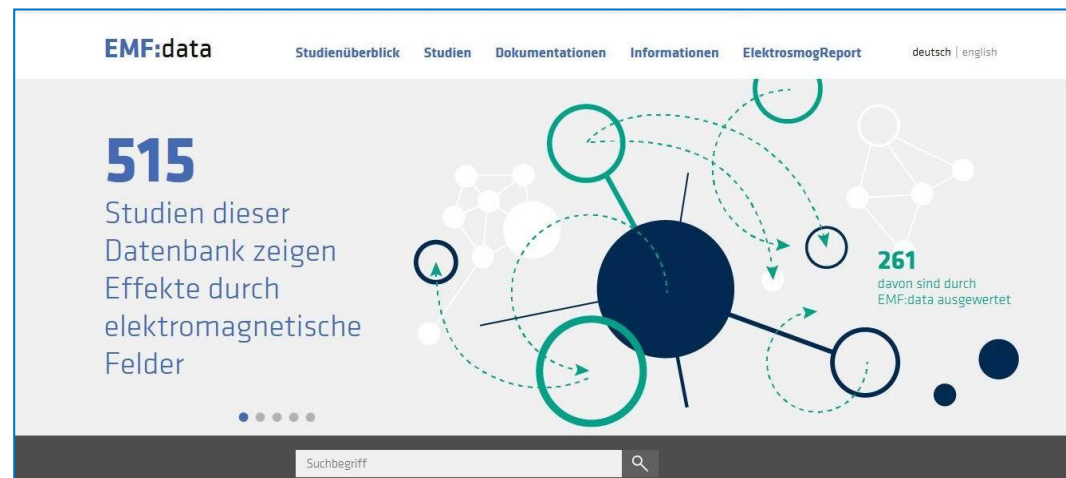 EMF:data
Studienüberblick Studien Dokumentationen Informationen ElektrosmogReport deutsch | english
515
Studien dieser
Datenbank zeigen
Effekte durch
elektromagnetische
Felder
261
davon sind durch
EMF:data ausgewertet
Suchbegriff